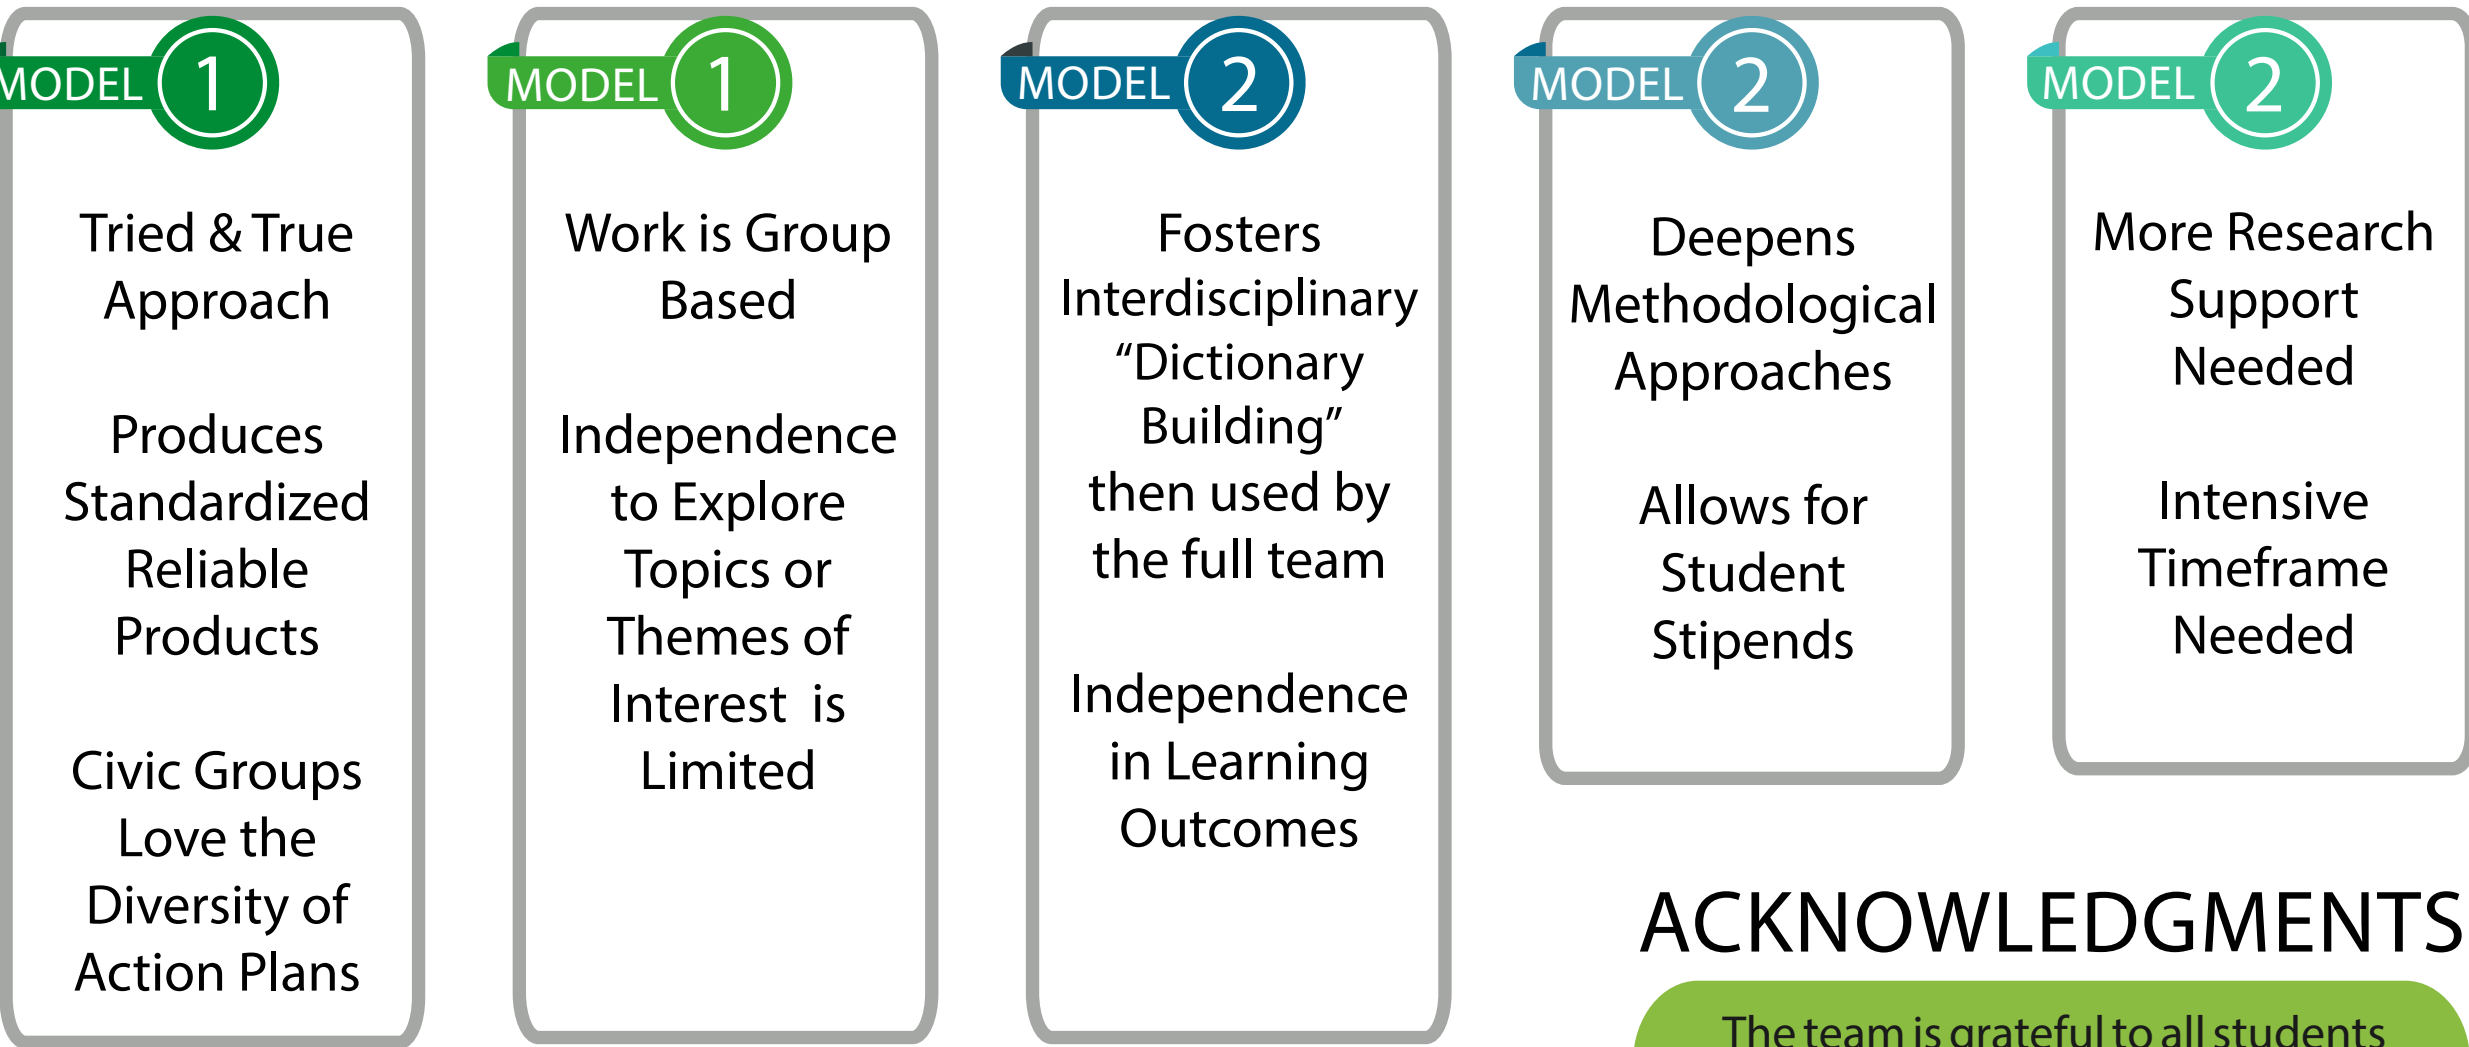 MODEL 1
Tried & True
Approach
Produces
Standardized
Reliable
Products
Civic Groups
Love the
Diversity of
Action Plans
MODEL 1
Work is Group
Based
Independence
to Explore
Topics or
Themes of
Interest is
Limited
MODEL 2
Fosters
Interdisciplinary
“Dictionary
Building”
then used by
the full team
Independence
in Learning
Outcomes
MODEL 2
Deepens
Methodological
Approaches
Allows for
Student
Stipends
MODEL 2
More Research
Support
Needed
Intensive
Timeframe
Needed
ACKNOWLEDGMENTS
The team is grateful to all students